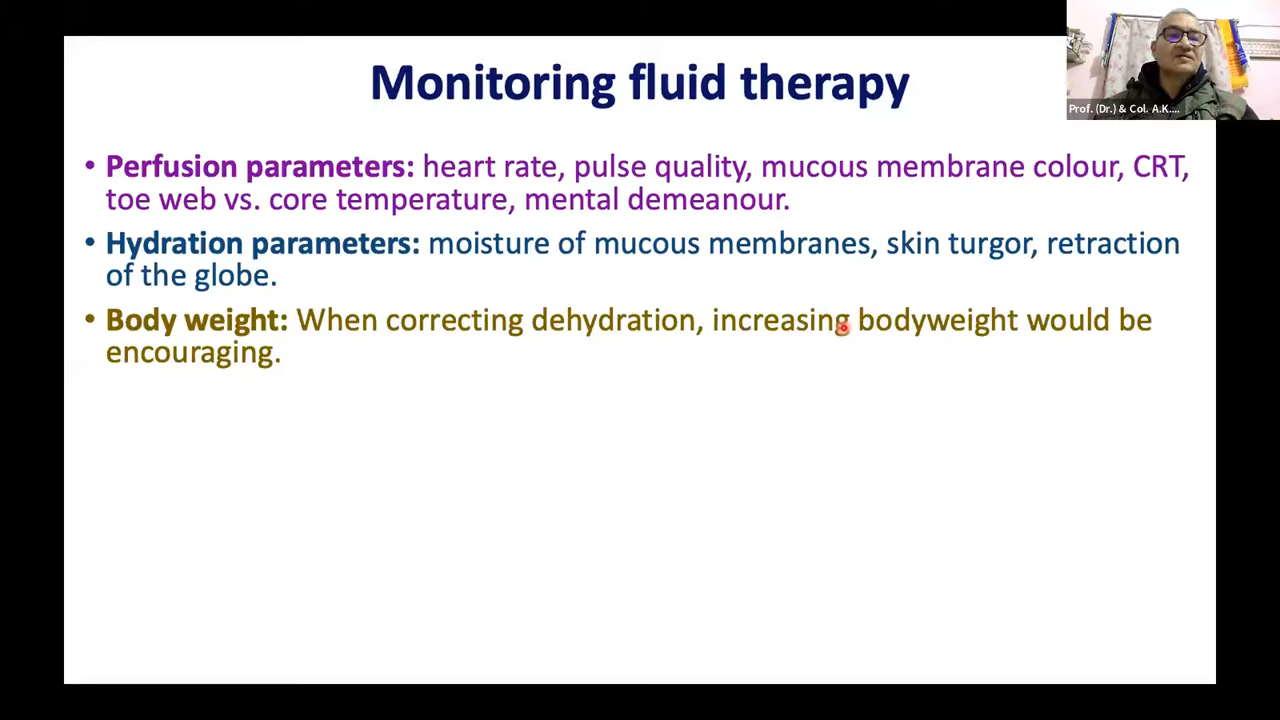 Monitoring fluid therapy
Prof. (Dr.) & Col. A.K....
• Perfusion parameters: heart rate, pulse quality, mucous membrane colour, CRT,
toe web vs. core temperature, mental demeanour.
• Hydration parameters: moisture of mucous membranes, skin turgor, retraction
of the globe.
• Body weight: When correcting dehydration, increasing bodyweight would be
encouraging.